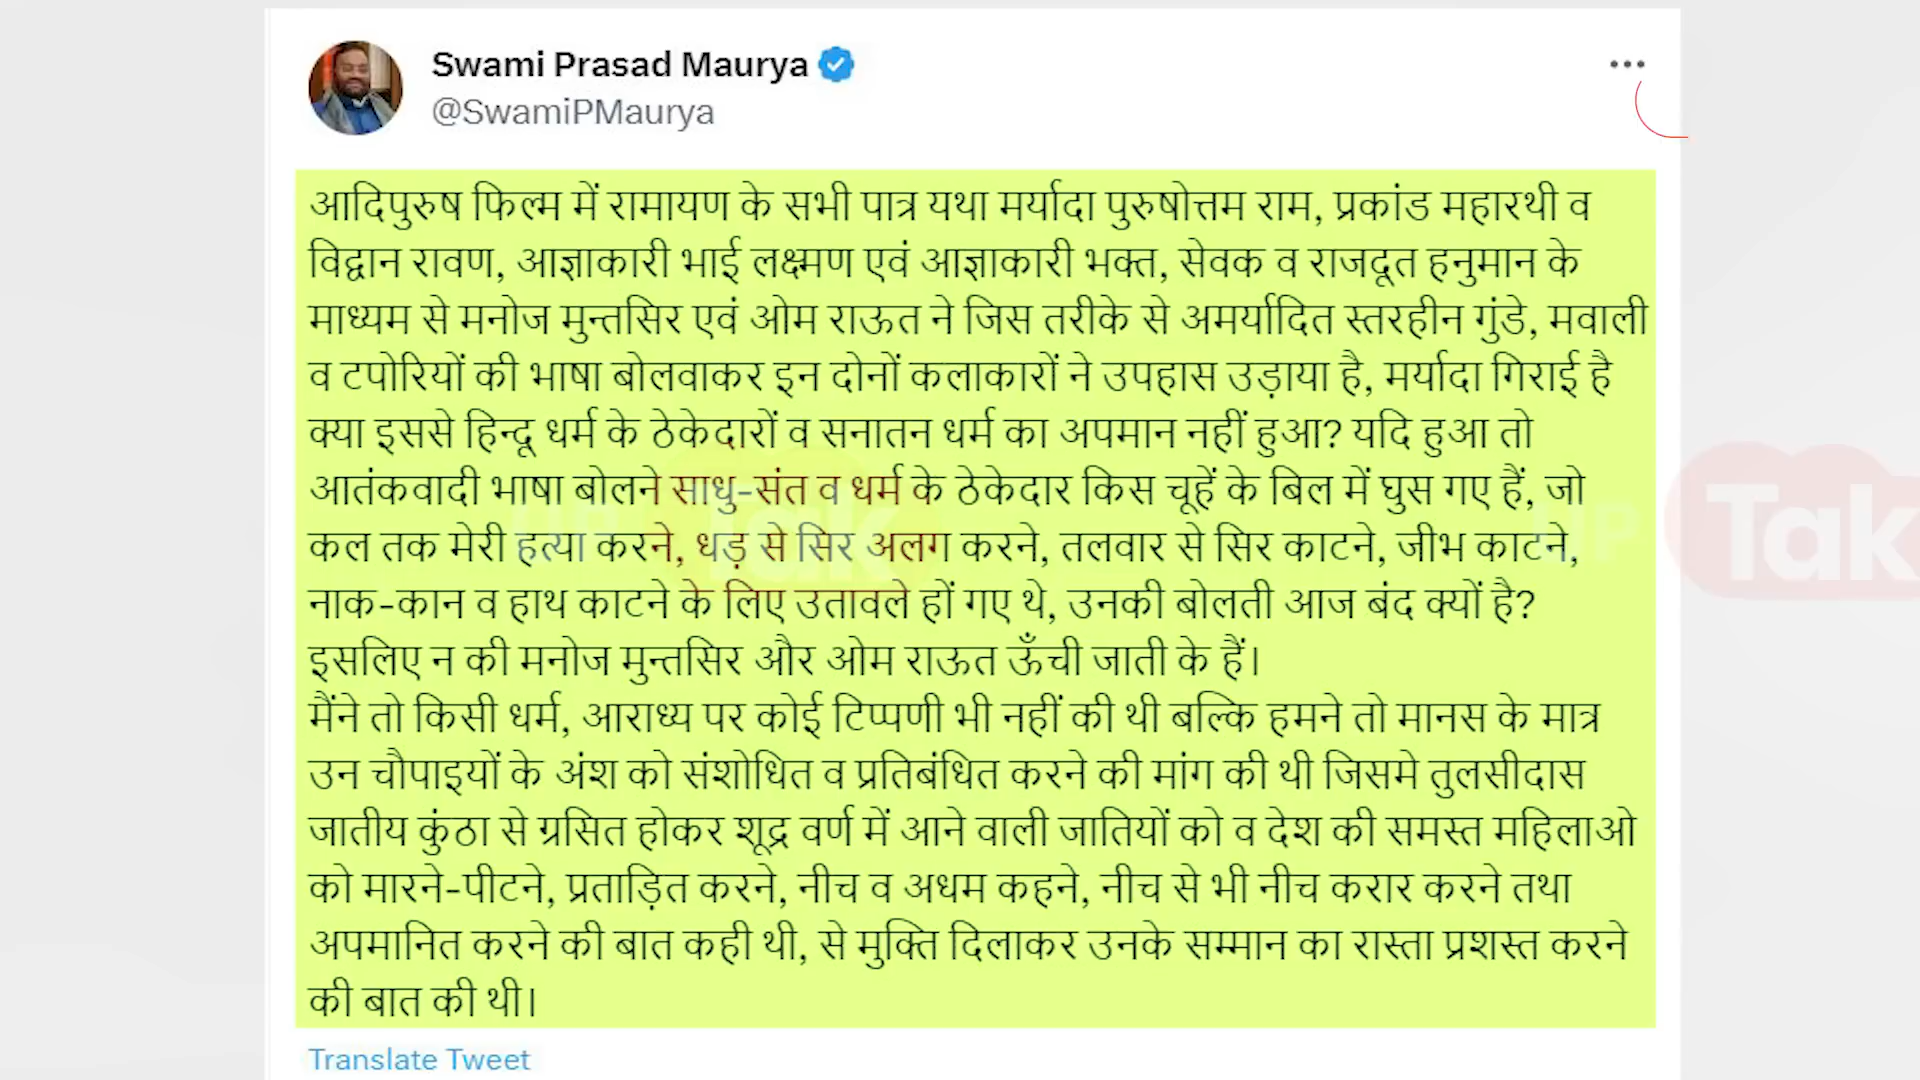 Swami Prasad Maurya
@SwamiPMaurya
आदिपुरुष फिल्म में रामायण के सभी पात्र यथा मर्यादा पुरुषोत्तम राम, प्रकांड महारथी व
विद्वान रावण, आज्ञाकारी भाई लक्ष्मण एवं आज्ञाकारी भक्त, सेवक व राजदूत हनुमान के
माध्यम से मनोज मुन्तसिर एवं ओम राऊत ने जिस तरीके से अमर्यादित स्तरहीन गुंडे, मवाली
व टपोरियों की भाषा बोलवाकर इन दोनों कलाकारों ने उपहास उड़ाया है, मर्यादा गिराई है
क्या इससे हिन्दू धर्म के ठेकेदारों व सनातन धर्म का अपमान नहीं हुआ? यदि हुआ तो
आतंकवादी भाषा बोलने साधु-संत व धर्म के ठेकेदार किस चूहें के बिल में घुस गए हैं, जो
कल तक मेरी हत्या करने, धड़ से सिर अलग करने, तलवार से सिर काटने, जीभ काटने,
नाक-कान व हाथ काटने के लिए उतावले हों गए थे, उनकी बोलती आज बंद क्यों है?
इसलिए न की मनोज मुन्तसिर और ओम राऊत ऊँची जाती के हैं।
मैंने तो किसी धर्म, आराध्य पर कोई टिप्पणी भी नहीं की थी बल्कि हमने तो मानस के मात्र
उन चौपाइयों के अंश को संशोधित व प्रतिबंधित करने की मांग की थी जिसमे तुलसीदास
जातीय कुंठा से ग्रसित होकर शूद्र वर्ण में आने वाली जातियों को व देश की समस्त महिलाओ
को मारने-पीटने, प्रताड़ित करने, नीच व अधम कहने, नीच से भी नीच करार करने तथा
अपमानित करने की बात कही थी, से मुक्ति दिलाकर उनके सम्मान का रास्ता प्रशस्त करने
की बात की थी।
Translate Tweet
UP Tak
UP Tak